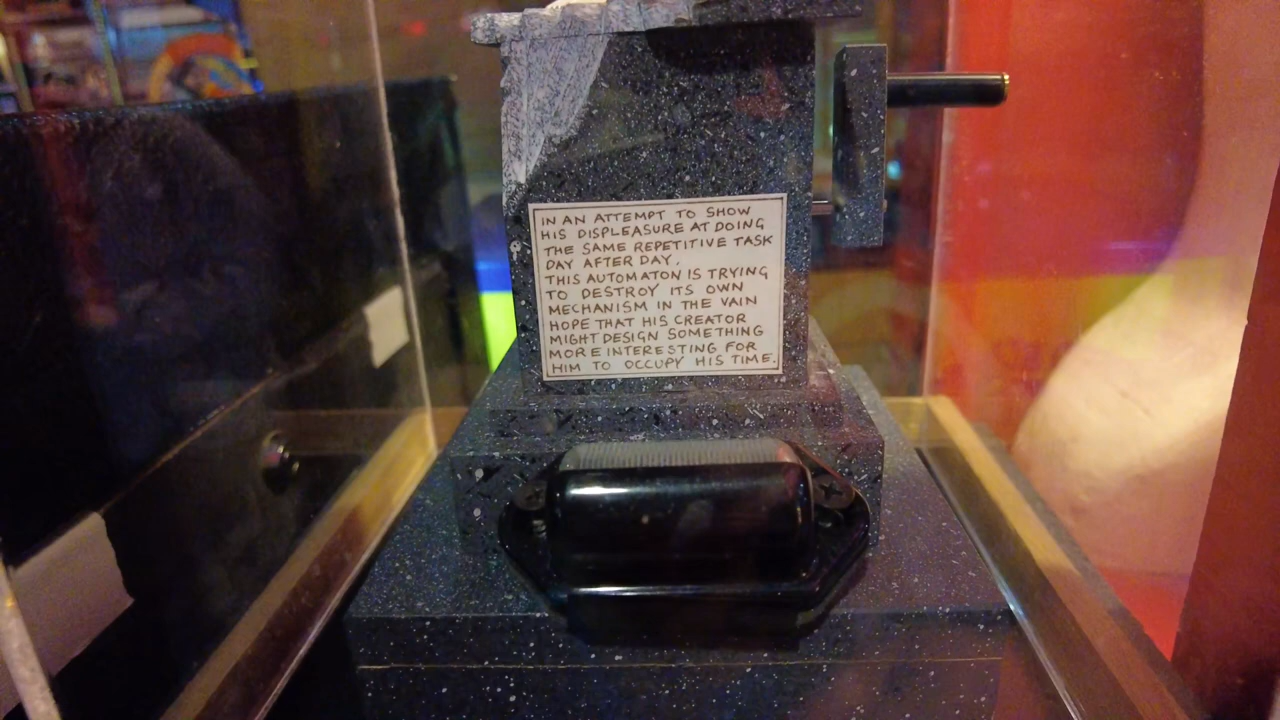 IN AN ATTEMPT TO SHOW
HIS DISPLEASURE AT DOING
THE SAME REPETITIVE TASK
DAY AFTER DAY,
THIS AUTOMATON IS TRYING
TO DESTROY ITS OWN
MECHANISM IN THE VAIN
HOPE THAT HIS CREATOR
MIGHT DESIGN SOMETHING
MORE INTERESTING FOR
HIM TO OCCUPY HIS TIME.